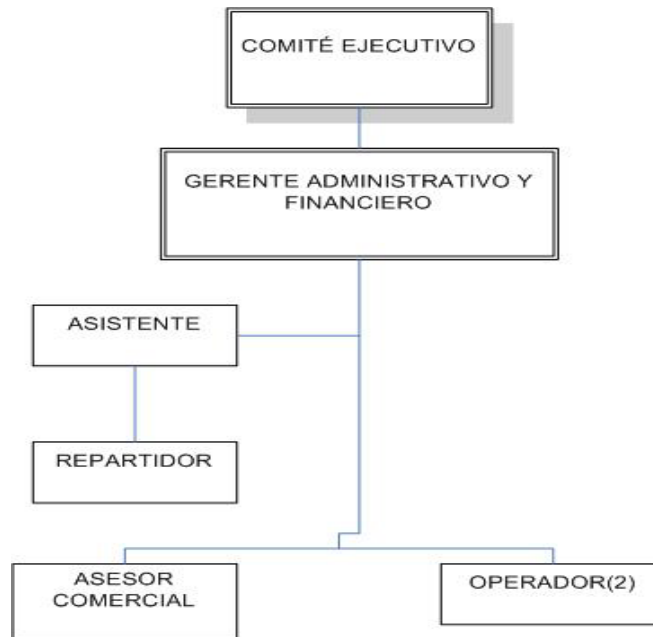 COMITÉ EJECUTIVO
GERENTE ADMINISTRATIVO Y
FINANCIERO
ASISTENTE
REPARTIDOR
ASESOR
COMERCIAL
OPERADOR(2)